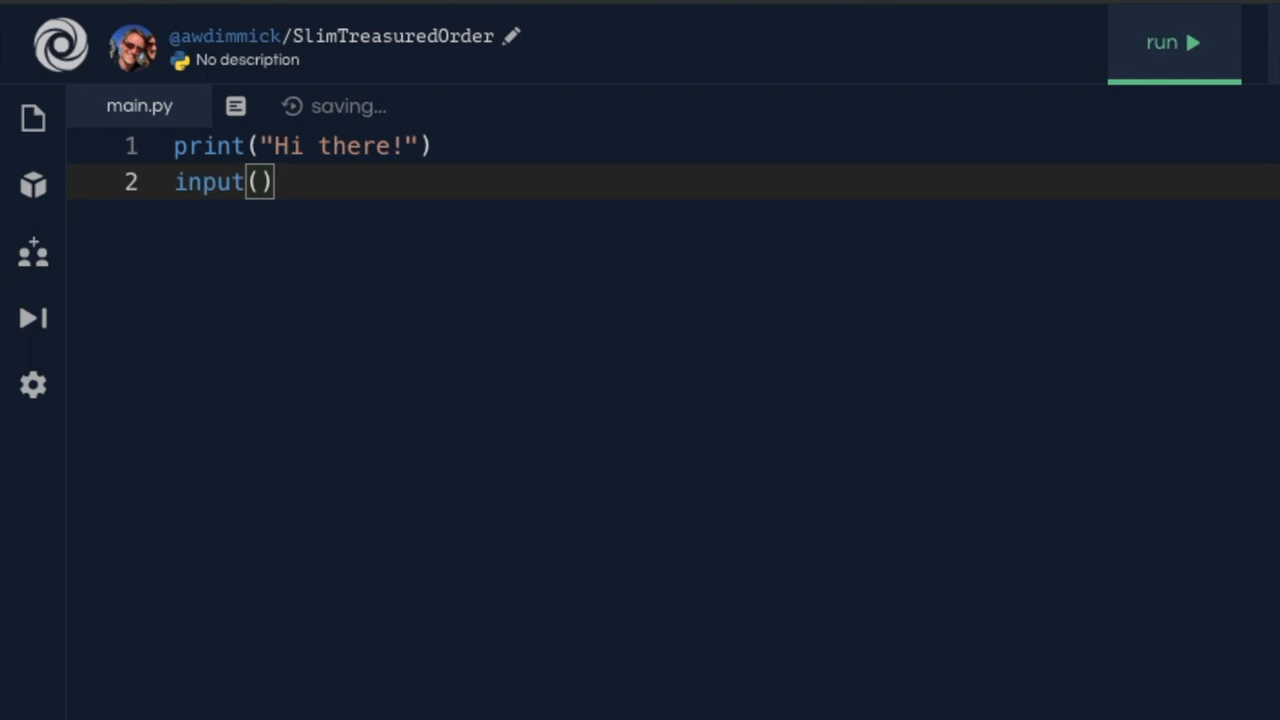 @awdimmick/SlimTreasuredOrder
No description
run
main.py
saving...
1 print("Hi there!")
2 input()